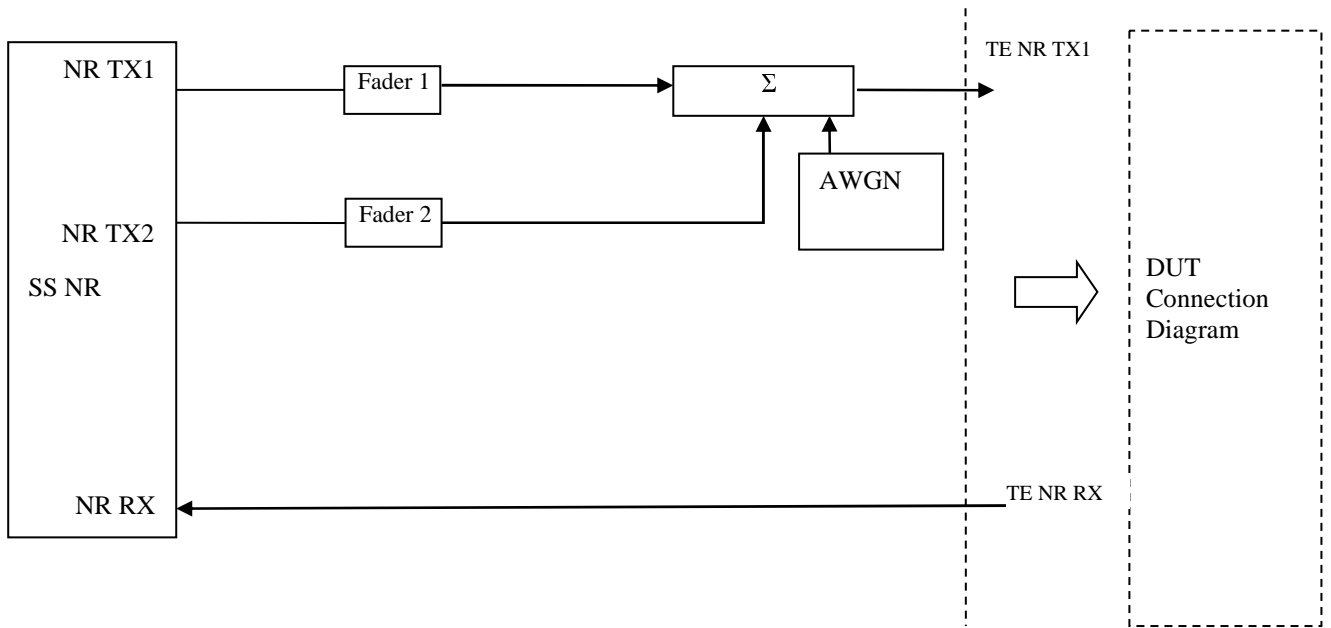 TE NR TX1
NR TX1
Fader 1
Σ
AWGN
Fader 2
NR TX2
SS NR
DUT
Connection
Diagram
NR RX
TE NR RX